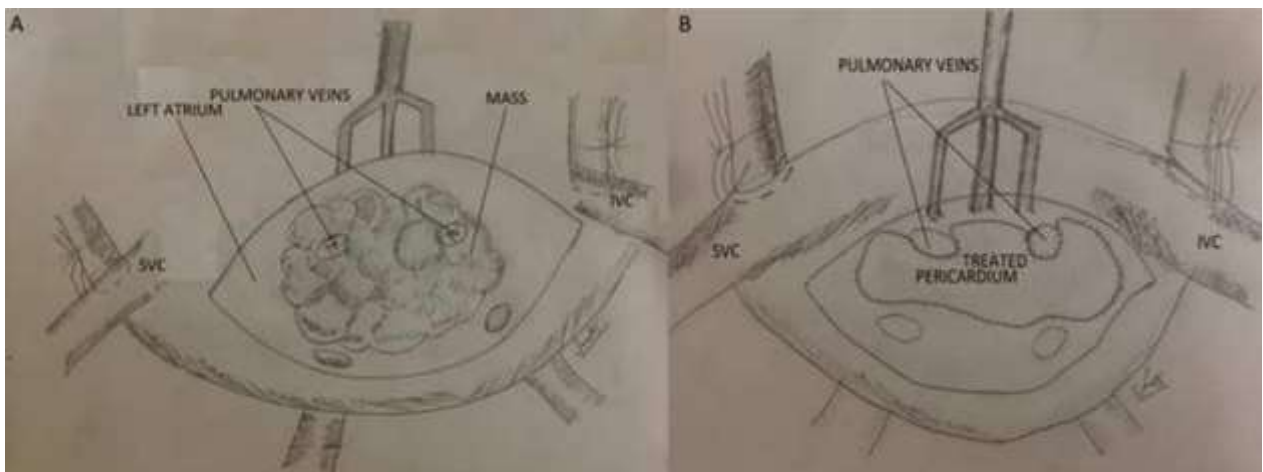 A
LEFT ATRIUM
PULMONARY VEINS
MASS
IVC
SVC
B
PULMONARY VEINS
SVC
IVC
TREATED
PERICARDIUM